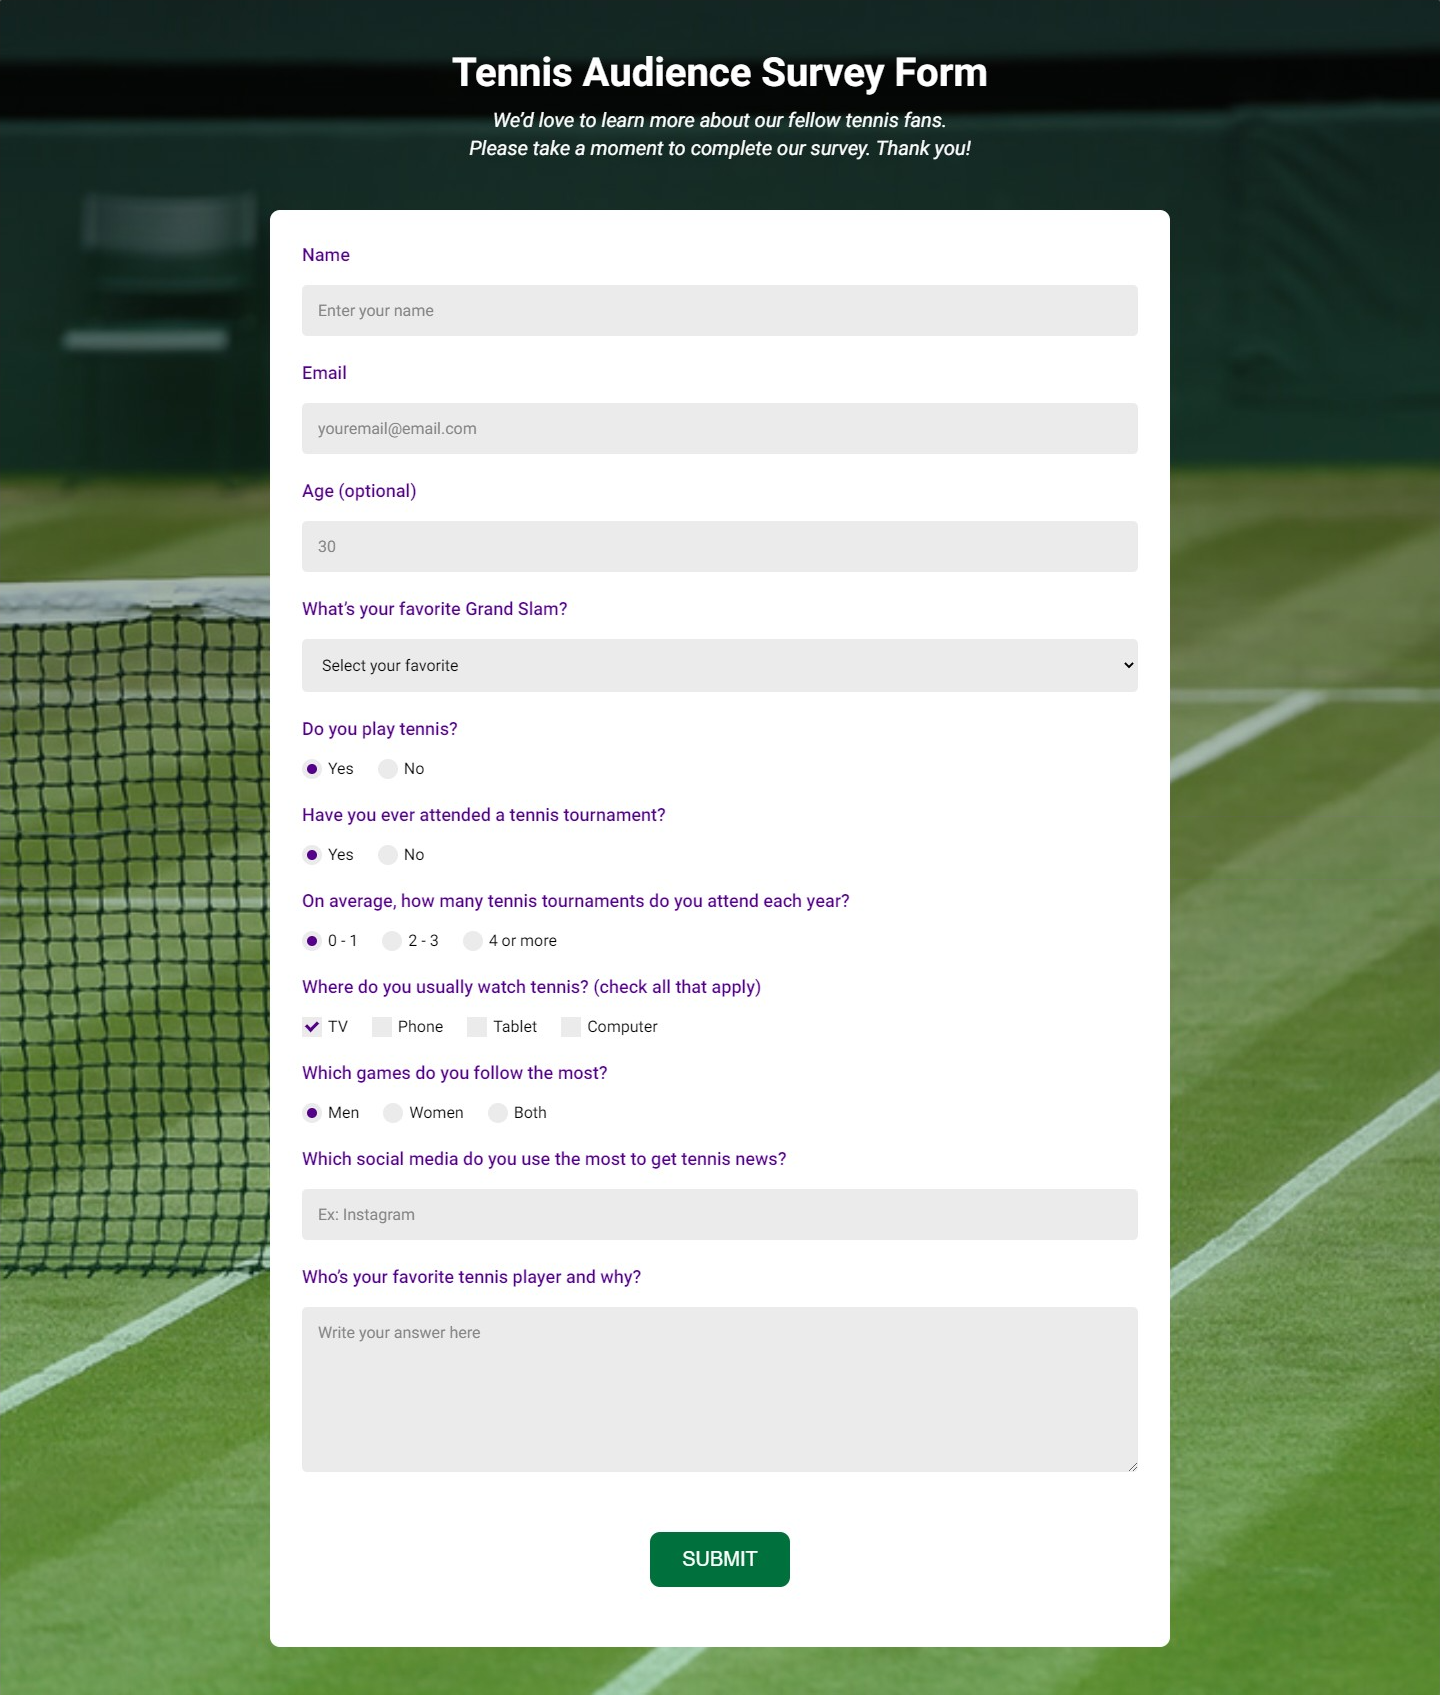 Tennis Audience Survey Form
We’d love to learn more about our fellow tennis fans.
Please take a moment to complete our survey. Thank you!
Name
Enter your name
Email
youremail@email.com
Age (optional)
30
What’s your favorite Grand Slam?
Select your favorite
Do you play tennis?
Yes No
Have you ever attended a tennis tournament?
Yes No
On average, how many tennis tournaments do you attend each year?
0 - 1 2 - 3 4 or more
Where do you usually watch tennis? (check all that apply)
TV Phone Tablet Computer
Which games do you follow the most?
Men Women Both
Which social media do you use the most to get tennis news?
Ex: Instagram
Who’s your favorite tennis player and why?
Write your answer here
SUBMIT